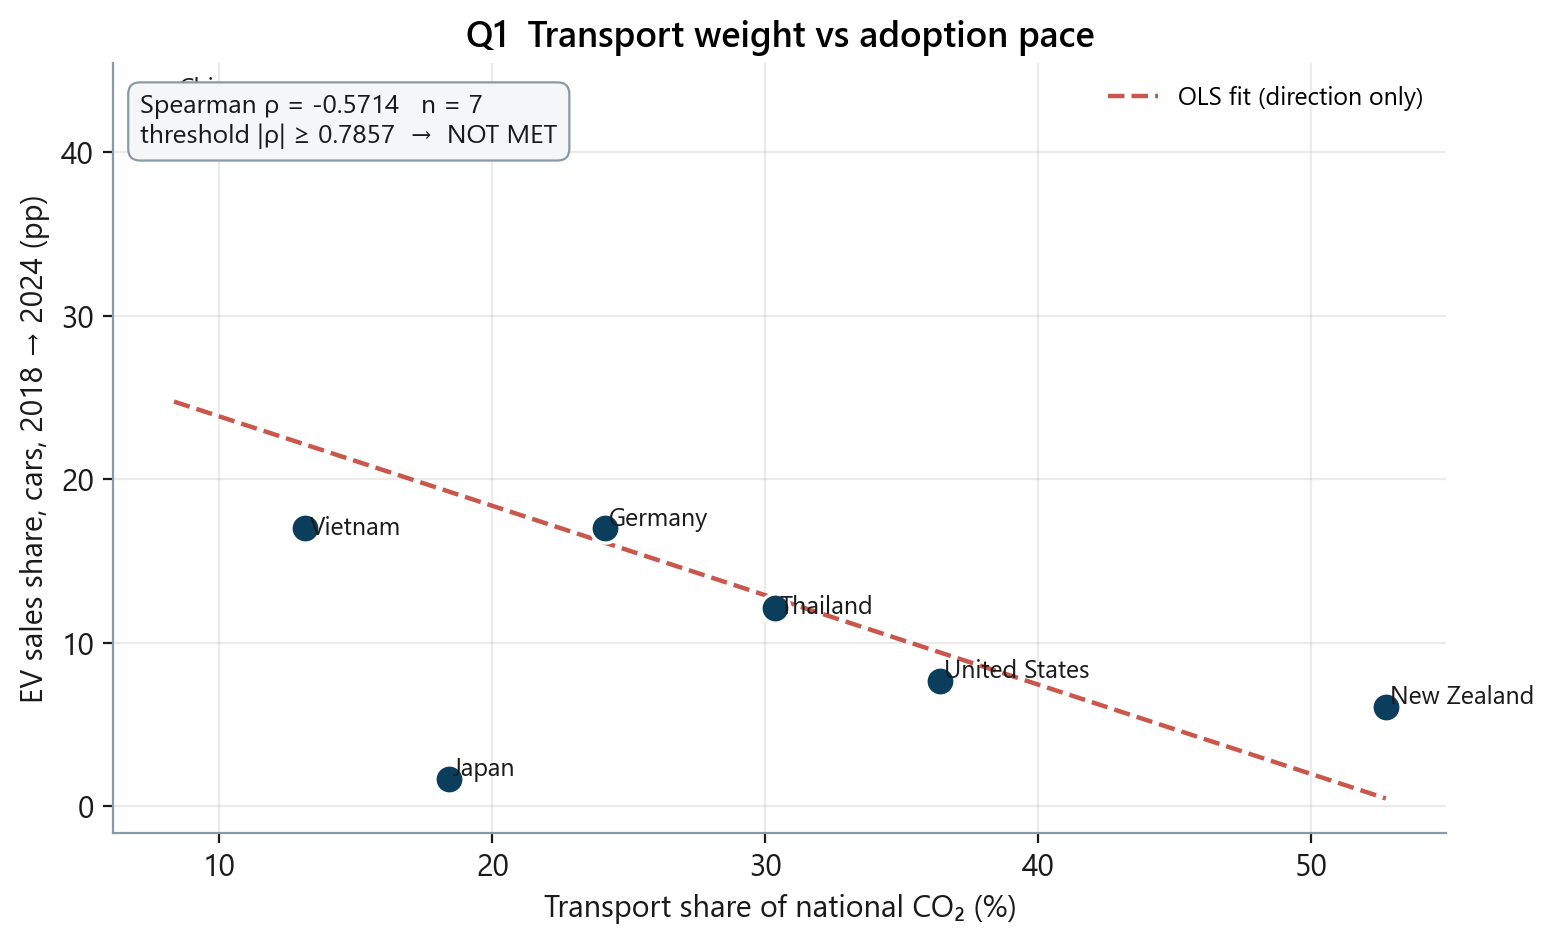 Q1 Transport weight vs adoption pace
Spearman ρ = -0.5714 n = 7
threshold |ρ| ≥ 0.7857 → NOT MET
OLS fit (direction only)
EV sales share, cars, 2018 → 2024 (pp)
40
30
20
10
0
Vietnam
Germany
Thailand
United States
New Zealand
Japan
10
20
30
40
50
Transport share of national CO₂ (%)